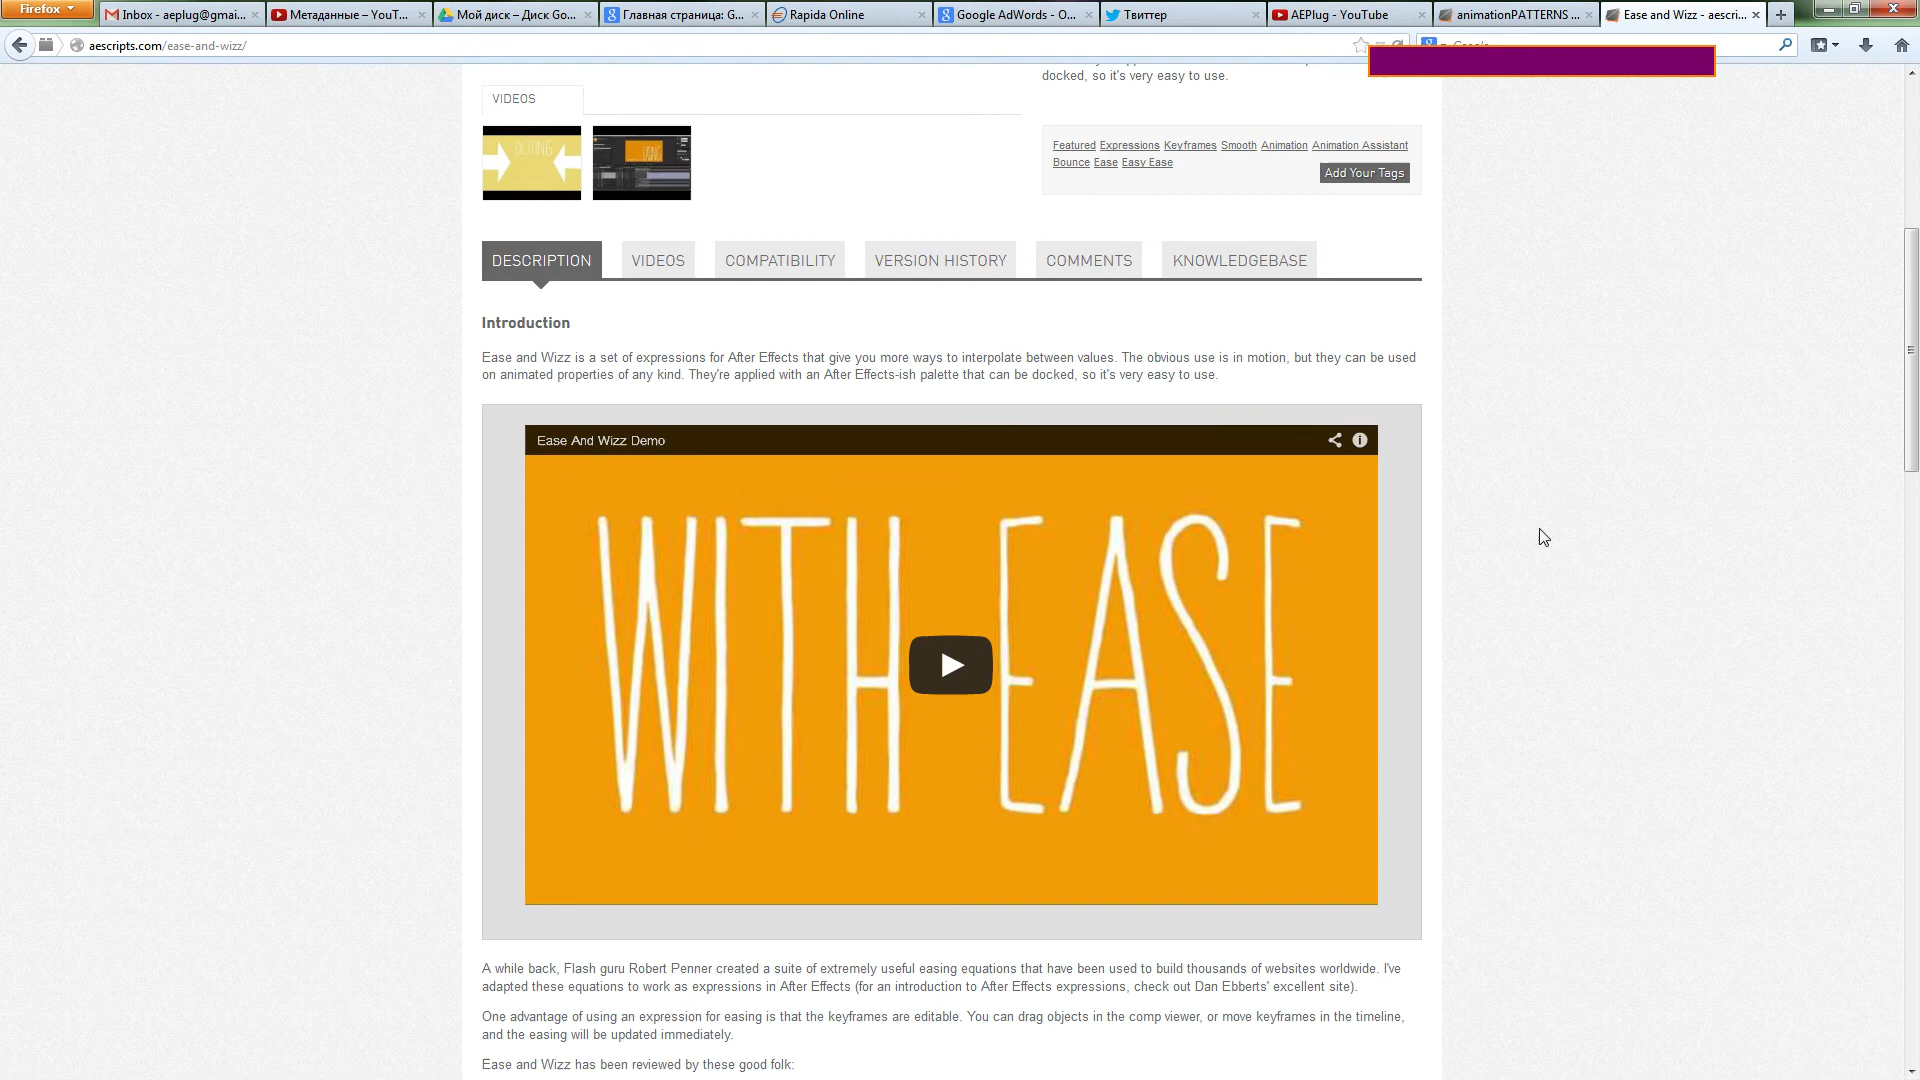 Firefox
Inbox - aeplug@gmai...
Метаданные – YouT...
Мой диск – Диск Go...
Главная страница: G...
Rapida Online
Google AdWords - O...
Твиттер
AEPlug - YouTube
animationPATTERNS ...
Ease and Wizz - aescri...
aescripts.com/ease-and-wizz/
docked, so it's very easy to use.
VIDEOS
EXCITING
EASING
Featured Expressions Keyframes Smooth Animation Animation Assistant
Bounce Ease Easy Ease
Add Your Tags
DESCRIPTION
VIDEOS
COMPATIBILITY
VERSION HISTORY
COMMENTS
KNOWLEDGEBASE
Introduction
Ease and Wizz is a set of expressions for After Effects that give you more ways to interpolate between values. The obvious use is in motion, but they can be used
on animated properties of any kind. They're applied with an After Effects-ish palette that can be docked, so it's very easy to use.
Ease And Wizz Demo
WITH EASE
A while back, Flash guru Robert Penner created a suite of extremely useful easing equations that have been used to build thousands of websites worldwide. I've
adapted these equations to work as expressions in After Effects (for an introduction to After Effects expressions, check out Dan Ebberts' excellent site).
One advantage of using an expression for easing is that the keyframes are editable. You can drag objects in the comp viewer, or move keyframes in the timeline,
and the easing will be updated immediately.
Ease and Wizz has been reviewed by these good folk: